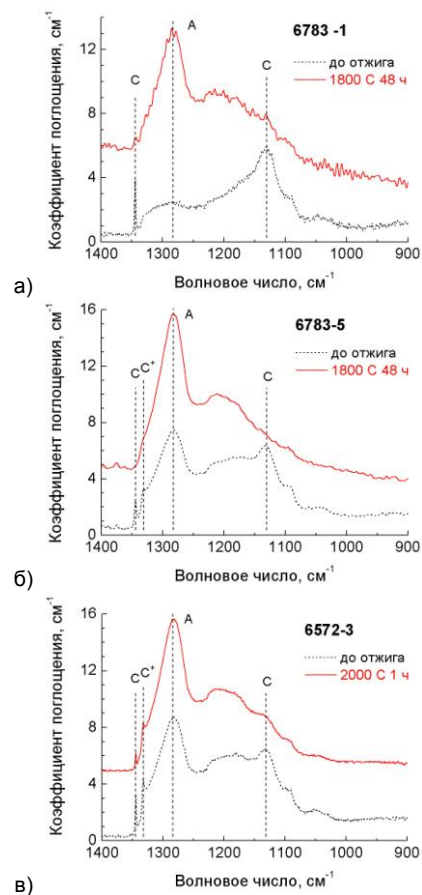 6783 -1
A
C
C
до отжига
1800 C 48 ч
Коэффициент поглощения, см⁻¹
12
8
4
0
1400 1300 1200 1100 1000 900
Волновое число, см⁻¹
а)
6783-5
A
C
C⁺
C
до отжига
1800 C 48 ч
Коэффициент поглощения, см⁻¹
16
12
8
4
0
1400 1300 1200 1100 1000 900
Волновое число, см⁻¹
б)
6572-3
A
C
C⁺
C
до отжига
2000 C 1 ч
Коэффициент поглощения, см⁻¹
16
12
8
4
0
1400 1300 1200 1100 1000 900
Волновое число, см⁻¹
в)